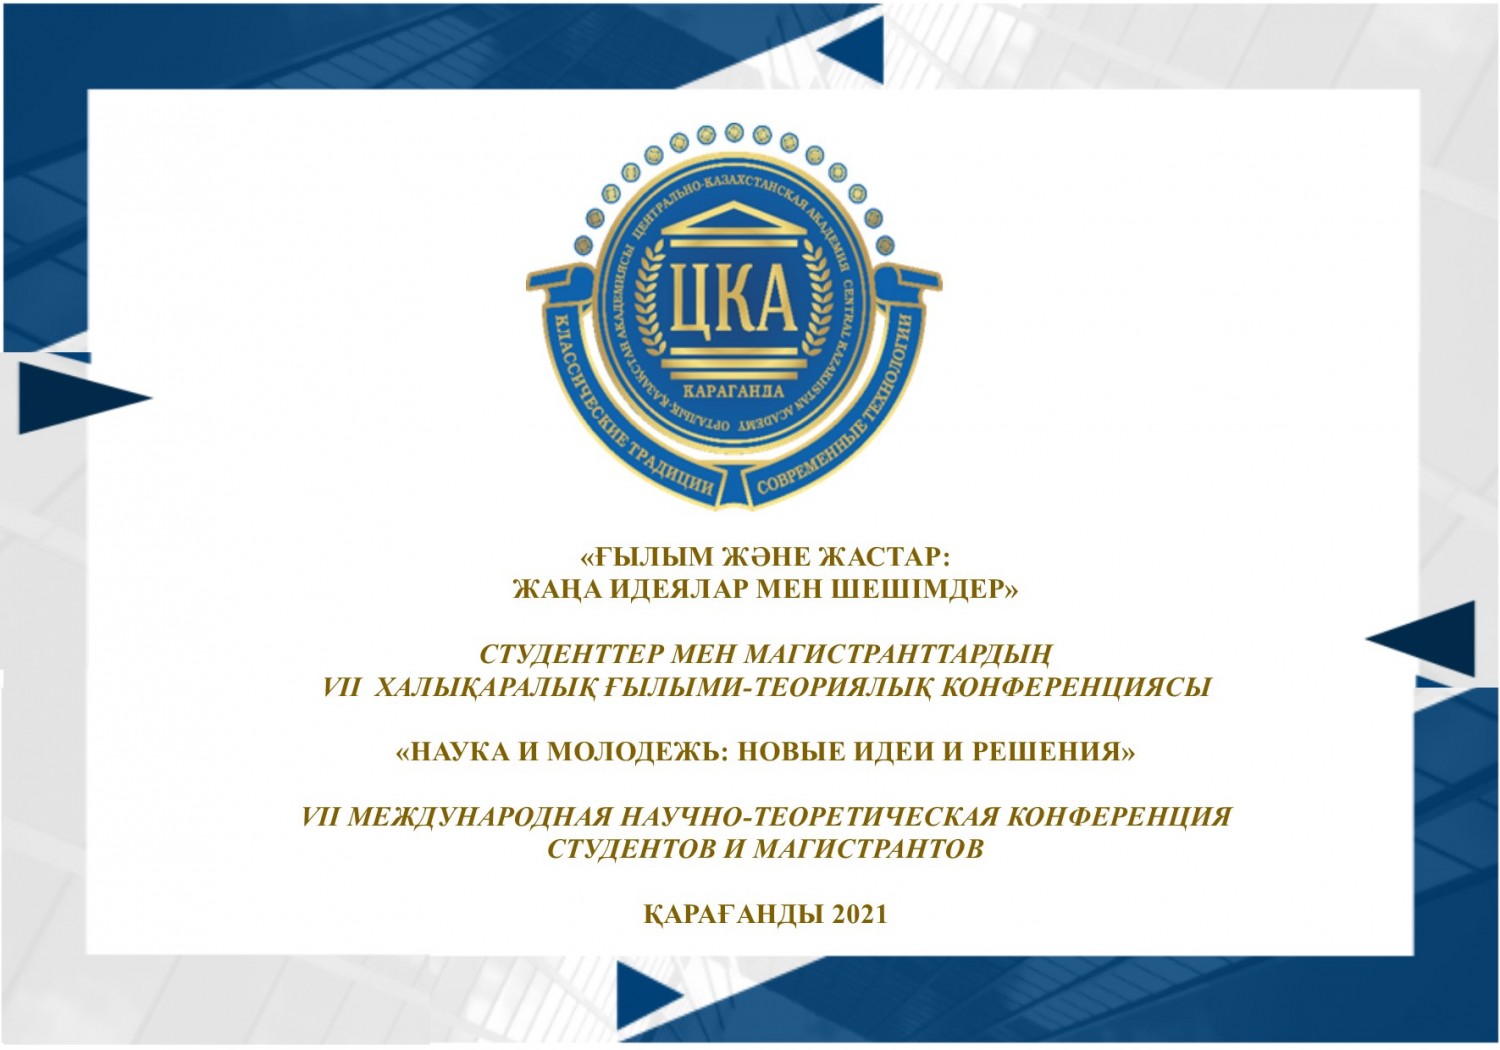 ЦЕНТРАЛЬНО-КАЗАХСТАНСКАЯ АКАДЕМИЯ
CENTRAL KAZAKHSTAN ACADEMY
ОРТАЛЫҚ-ҚАЗАҚСТАН АКАДЕМИЯСЫ
ЦКА
КАРАГАНДА
КЛАССИЧЕСКИЕ ТРАДИЦИИ
СОВРЕМЕННЫЕ ТЕХНОЛОГИИ
«ҒЫЛЫМ ЖӘНЕ ЖАСТАР:
ЖАҢА ИДЕЯЛАР МЕН ШЕШІМДЕР»
СТУДЕНТТЕР МЕН МАГИСТРАНТТАРДЫҢ
VII ХАЛЫҚАРАЛЫҚ ҒЫЛЫМИ-ТЕОРИЯЛЫҚ КОНФЕРЕНЦИЯСЫ
«НАУКА И МОЛОДЕЖЬ: НОВЫЕ ИДЕИ И РЕШЕНИЯ»
VII МЕЖДУНАРОДНАЯ НАУЧНО-ТЕОРЕТИЧЕСКАЯ КОНФЕРЕНЦИЯ
СТУДЕНТОВ И МАГИСТРАНТОВ
ҚАРАҒАНДЫ 2021